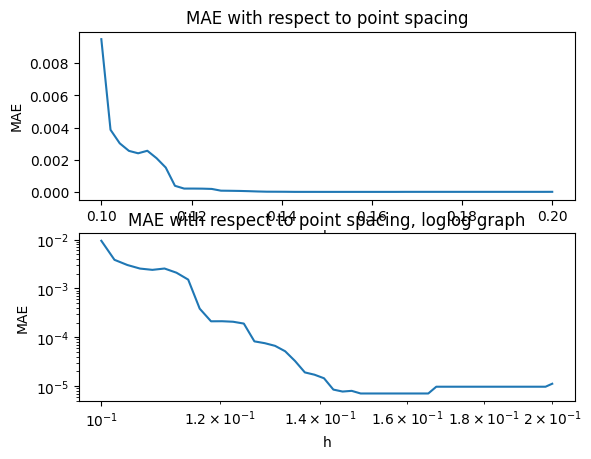 MAE with respect to point spacing
0.008
0.006
0.004
0.002
0.000
MAE
0.10 0.12 0.14 0.16 0.18 0.20
MAE with respect to point spacing, loglog graph
10⁻²
10⁻³
10⁻⁴
10⁻⁵
MAE
10⁻¹ 1.2 × 10⁻¹ 1.4 × 10⁻¹ 1.6 × 10⁻¹ 1.8 × 10⁻¹ 2 × 10⁻¹
h